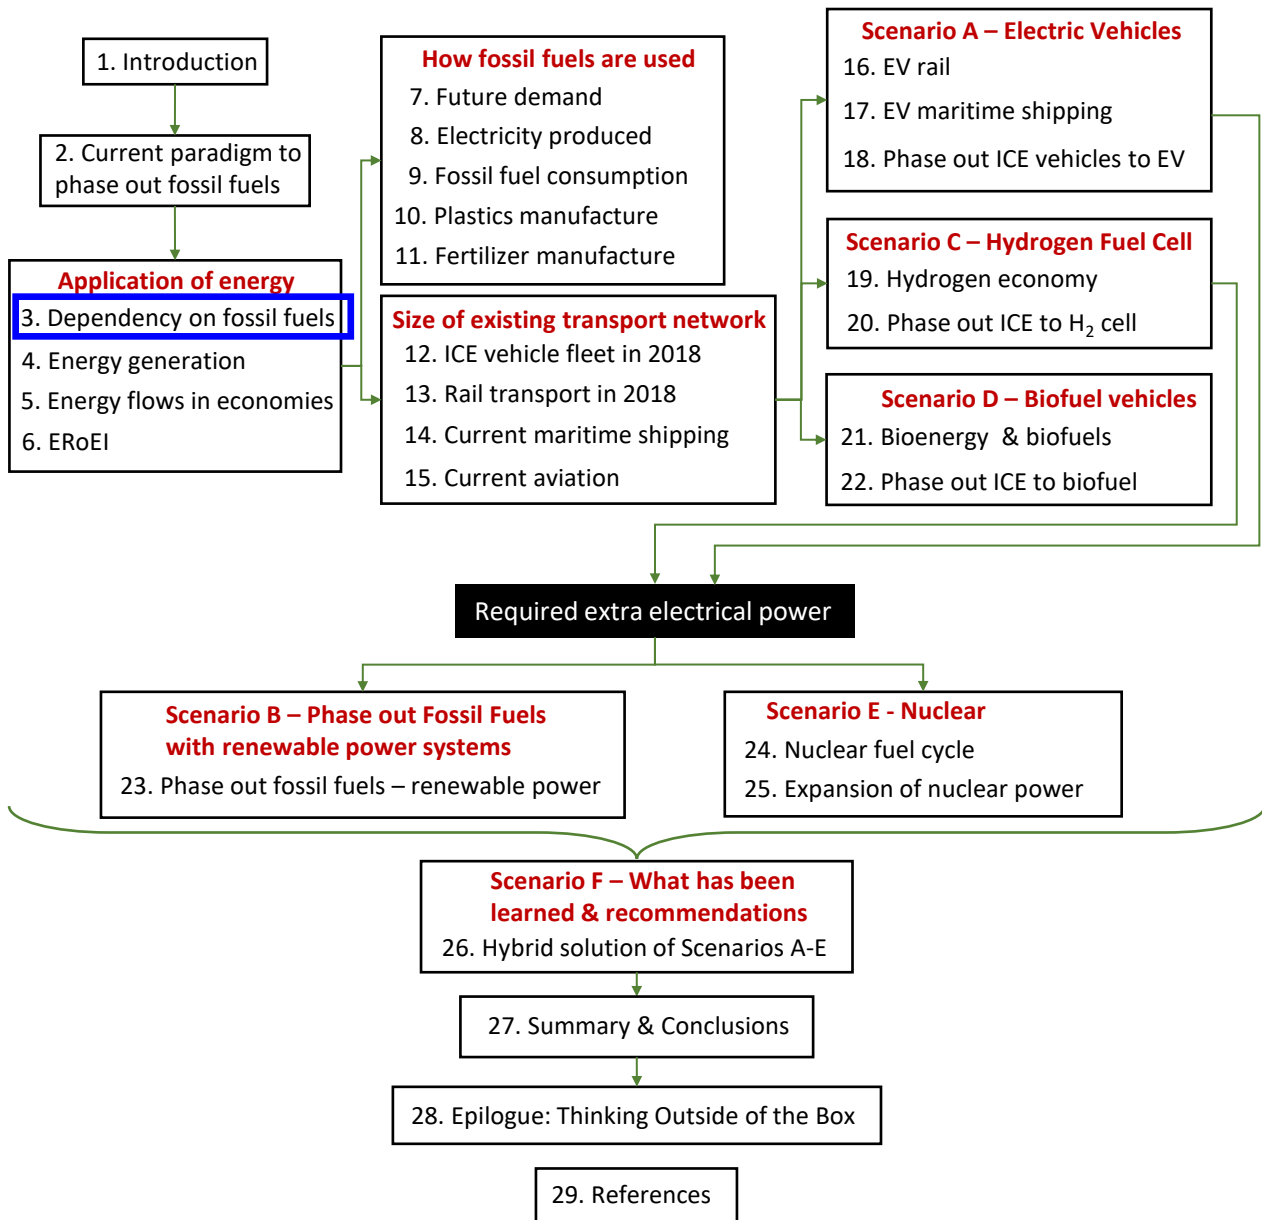 1. Introduction
2. Current paradigm to
phase out fossil fuels
Application of energy
3. Dependency on fossil fuels
4. Energy generation
5. Energy flows in economies
6. ERoEI
How fossil fuels are used
7. Future demand
8. Electricity produced
9. Fossil fuel consumption
10. Plastics manufacture
11. Fertilizer manufacture
Size of existing transport network
12. ICE vehicle fleet in 2018
13. Rail transport in 2018
14. Current maritime shipping
15. Current aviation
Scenario A – Electric Vehicles
16. EV rail
17. EV maritime shipping
18. Phase out ICE vehicles to EV
Scenario C – Hydrogen Fuel Cell
19. Hydrogen economy
20. Phase out ICE to H₂ cell
Scenario D – Biofuel vehicles
21. Bioenergy & biofuels
22. Phase out ICE to biofuel
Required extra electrical power
Scenario B – Phase out Fossil Fuels
with renewable power systems
23. Phase out fossil fuels – renewable power
Scenario E - Nuclear
24. Nuclear fuel cycle
25. Expansion of nuclear power
Scenario F – What has been
learned & recommendations
26. Hybrid solution of Scenarios A-E
27. Summary & Conclusions
28. Epilogue: Thinking Outside of the Box
29. References